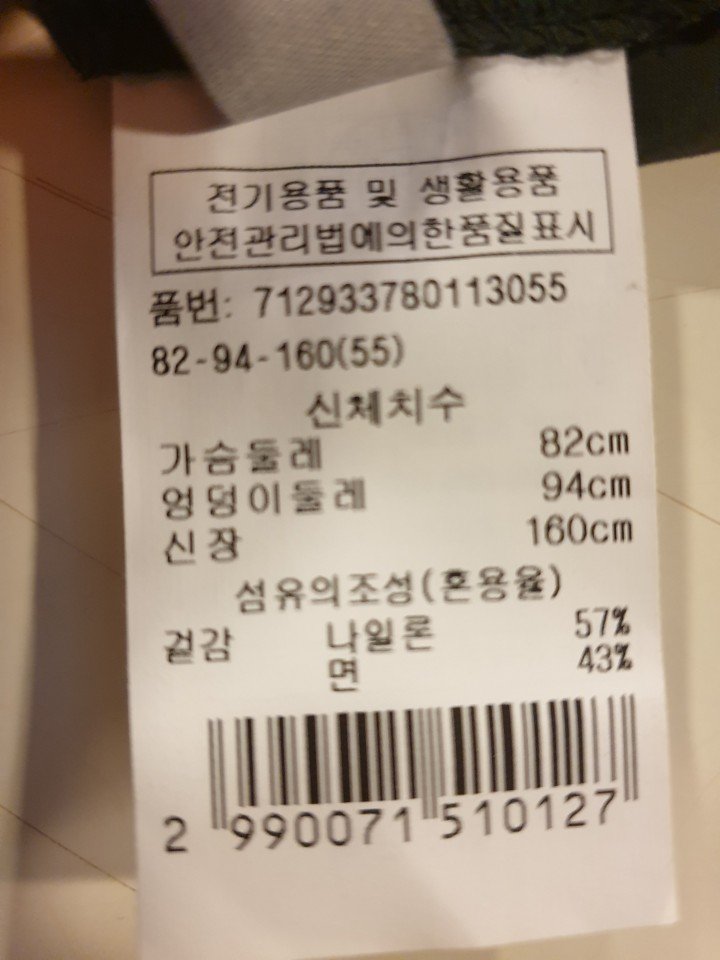 전기용품 및 생활용품
안전관리법에의한품질표시
품번: 712933780113055
82-94-160(55)
신체치수
가슴둘레 82cm
엉덩이둘레 94cm
신장 160cm
섬유의조성(혼용율)
겉감 나일론 57%
면 43%
2 990071 510127